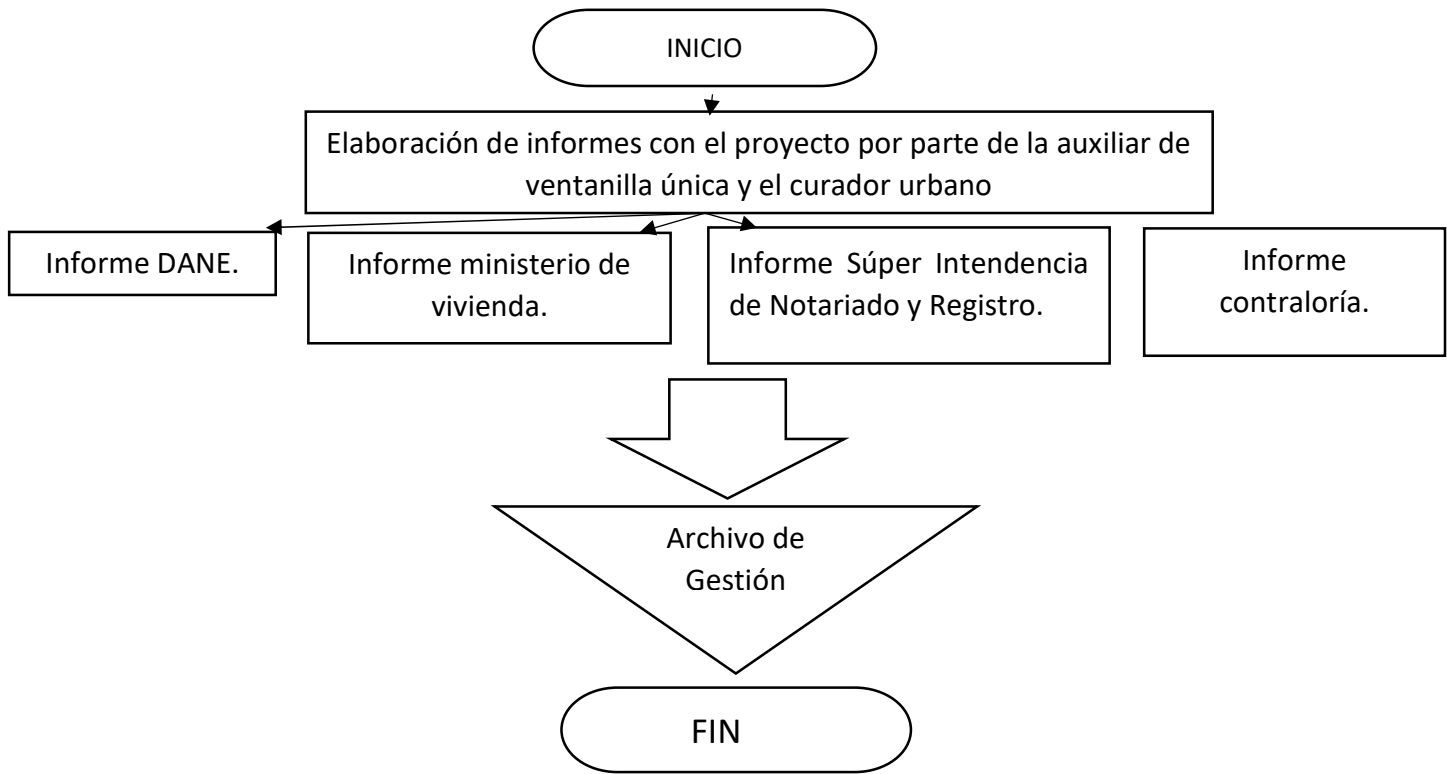 INICIO
Elaboración de informes con el proyecto por parte de la auxiliar de
ventanilla única y el curador urbano
Informe DANE.
Informe ministerio de
vivienda.
Informe Súper Intendencia
de Notariado y Registro.
Informe
contraloría.
Archivo de
Gestión
FIN